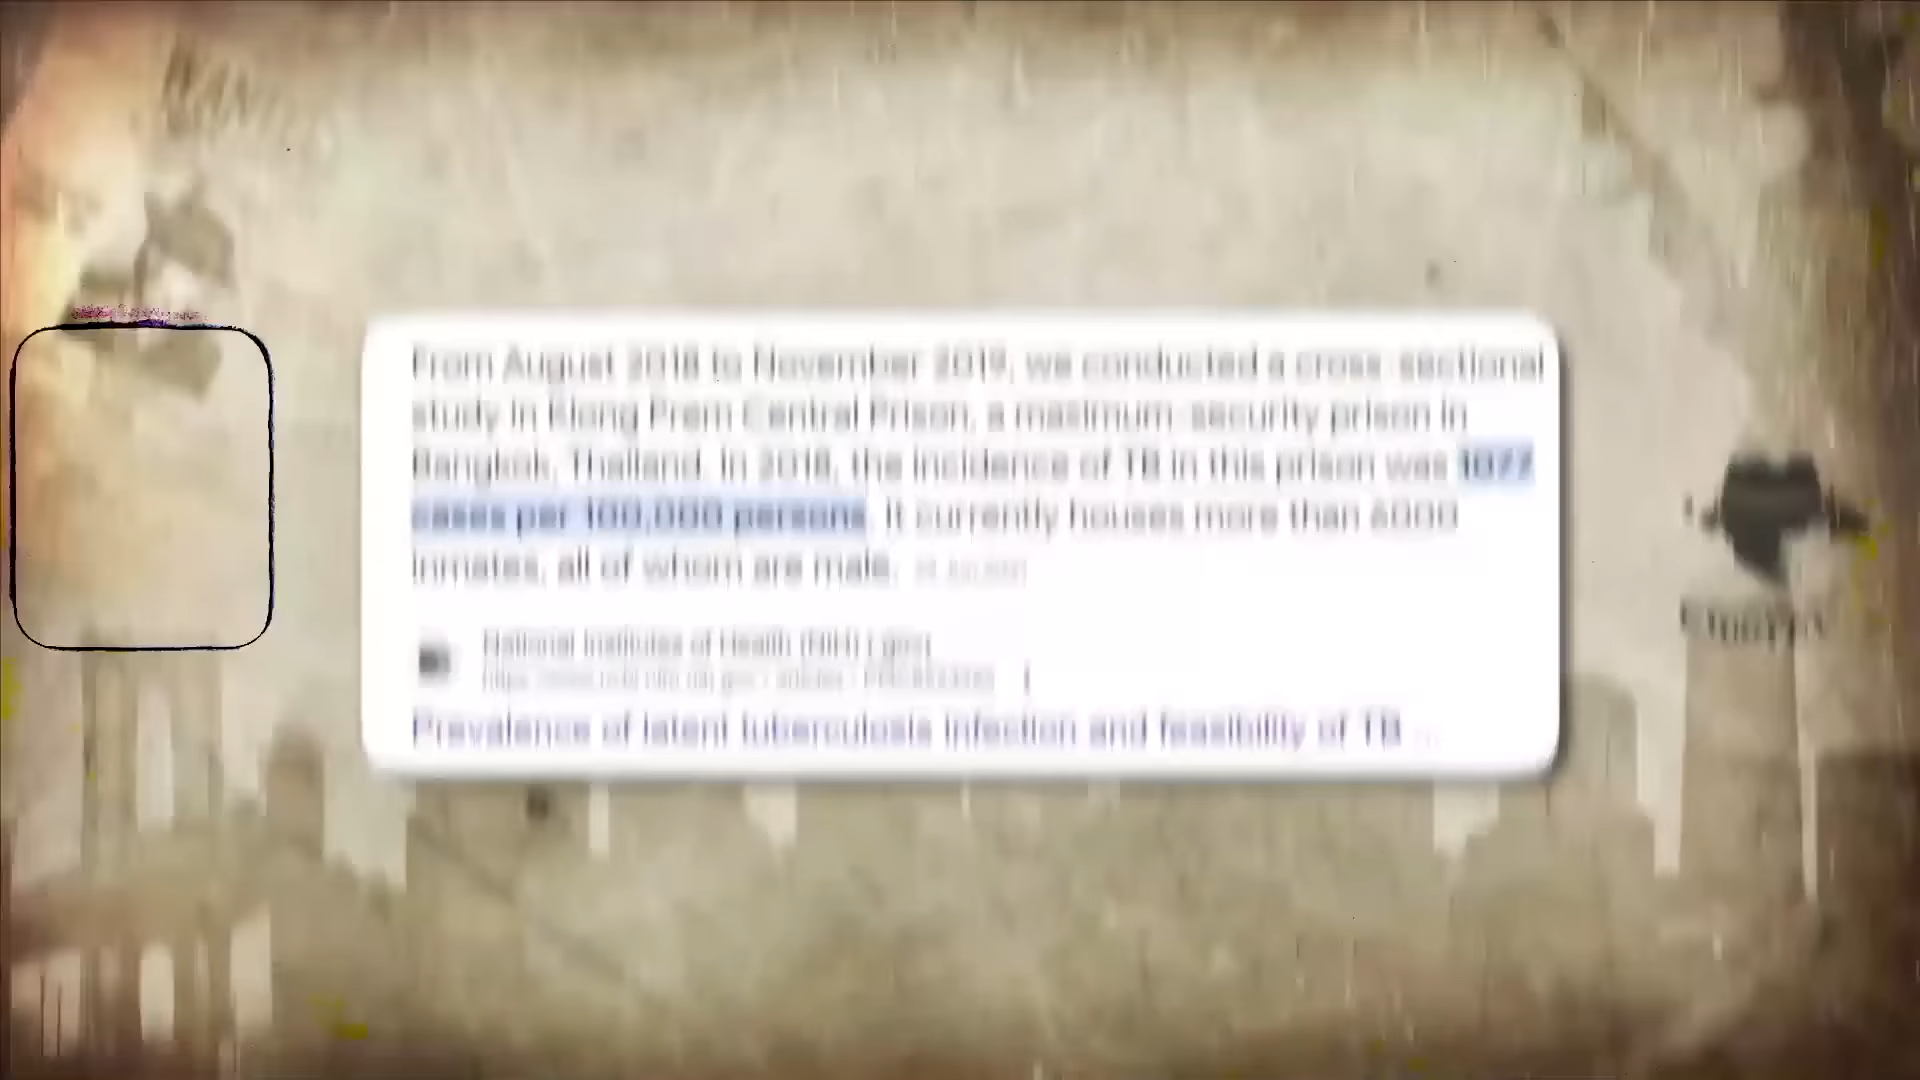 From August 2018 to November 2019, we conducted a cross-sectional
study in Klong Prem Central Prison, a maximum-security prison in
Bangkok, Thailand. In 2018, the incidence of TB in this prison was 1077
cases per 100,000 persons. It currently houses more than 6000
inmates, all of whom are male.
National Institutes of Health (NIH) (.gov)
Prevalence of latent tuberculosis infection and feasibility of TB ...